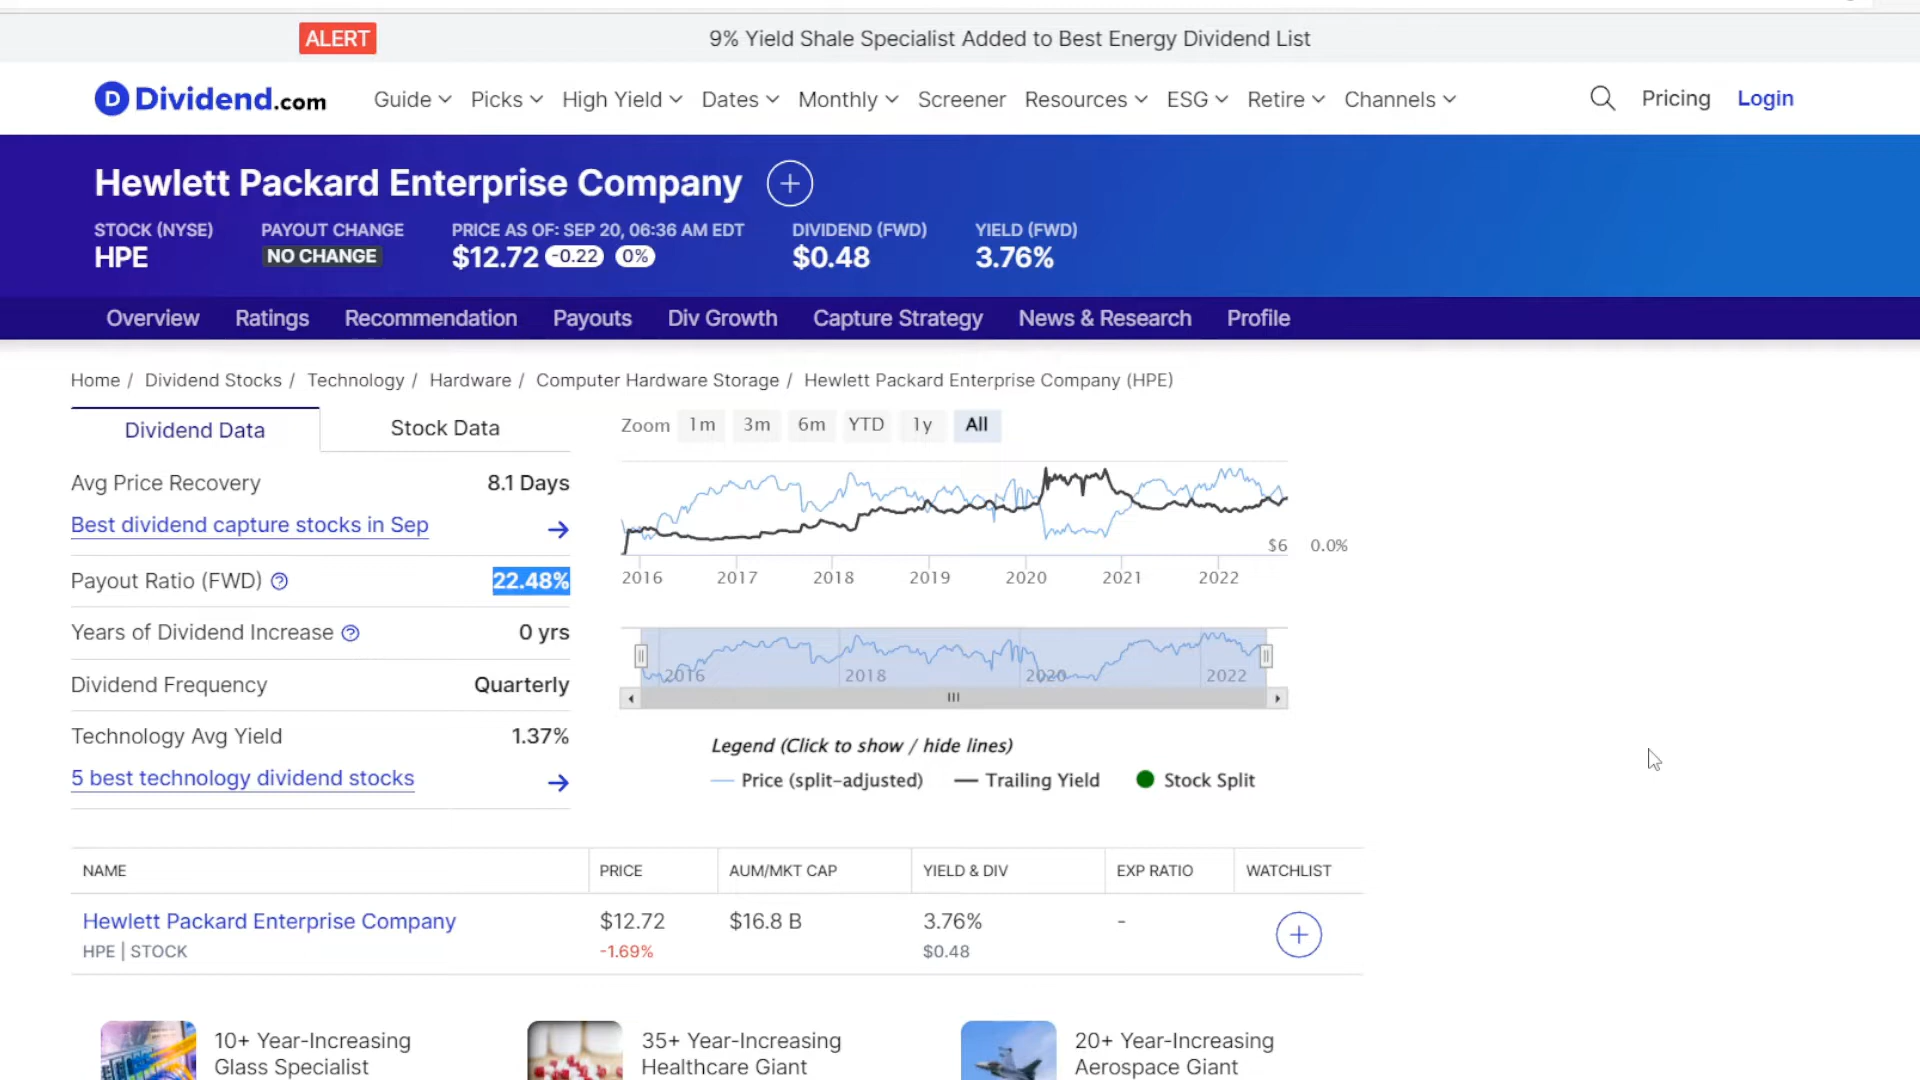 ALERT
9% Yield Shale Specialist Added to Best Energy Dividend List
D Dividend.com
Guide
Picks
High Yield
Dates
Monthly
Screener
Resources
ESG
Retire
Channels
Pricing
Login
Hewlett Packard Enterprise Company
STOCK (NYSE)
HPE
PAYOUT CHANGE
NO CHANGE
PRICE AS OF: SEP 20, 06:36 AM EDT
$12.72 -0.22 0%
DIVIDEND (FWD)
$0.48
YIELD (FWD)
3.76%
Overview
Ratings
Recommendation
Payouts
Div Growth
Capture Strategy
News & Research
Profile
Home / Dividend Stocks / Technology / Hardware / Computer Hardware Storage / Hewlett Packard Enterprise Company (HPE)
Dividend Data
Stock Data
Avg Price Recovery 8.1 Days
Best dividend capture stocks in Sep
Payout Ratio (FWD) ? 22.48%
Years of Dividend Increase ? 0 yrs
Dividend Frequency Quarterly
Technology Avg Yield 1.37%
5 best technology dividend stocks
Zoom 1m 3m 6m YTD 1y All
$6 0.0%
2016 2017 2018 2019 2020 2021 2022
2016 2018 2020 2022
Legend (Click to show / hide lines)
Price (split-adjusted) Trailing Yield Stock Split
NAME PRICE AUM/MKT CAP YIELD & DIV EXP RATIO WATCHLIST
Hewlett Packard Enterprise Company $12.72 $16.8 B 3.76% -
HPE | STOCK -1.69% $0.48
10+ Year-Increasing
Glass Specialist
35+ Year-Increasing
Healthcare Giant
20+ Year-Increasing
Aerospace Giant